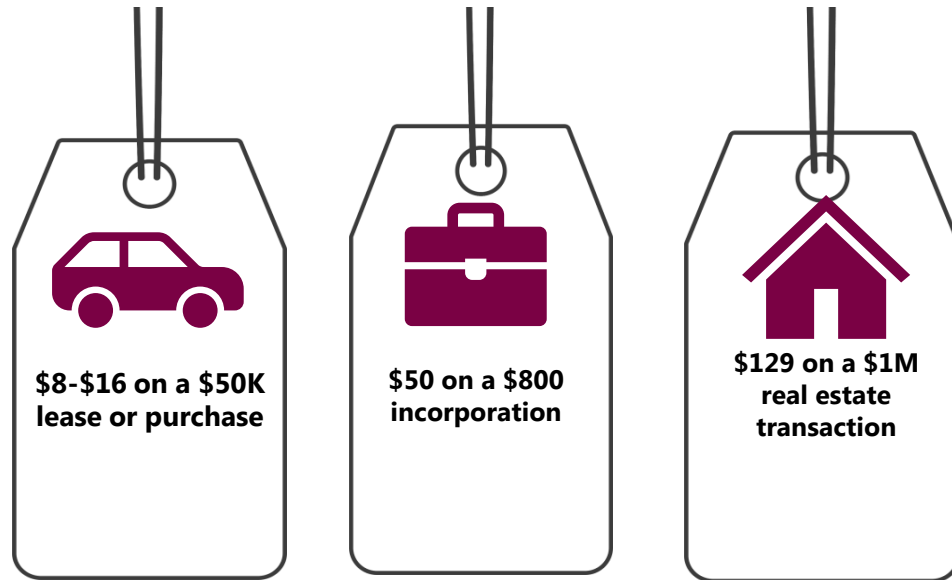 $8-$16 on a $50K
lease or purchase
$50 on a $800
incorporation
$129 on a $1M
real estate
transaction